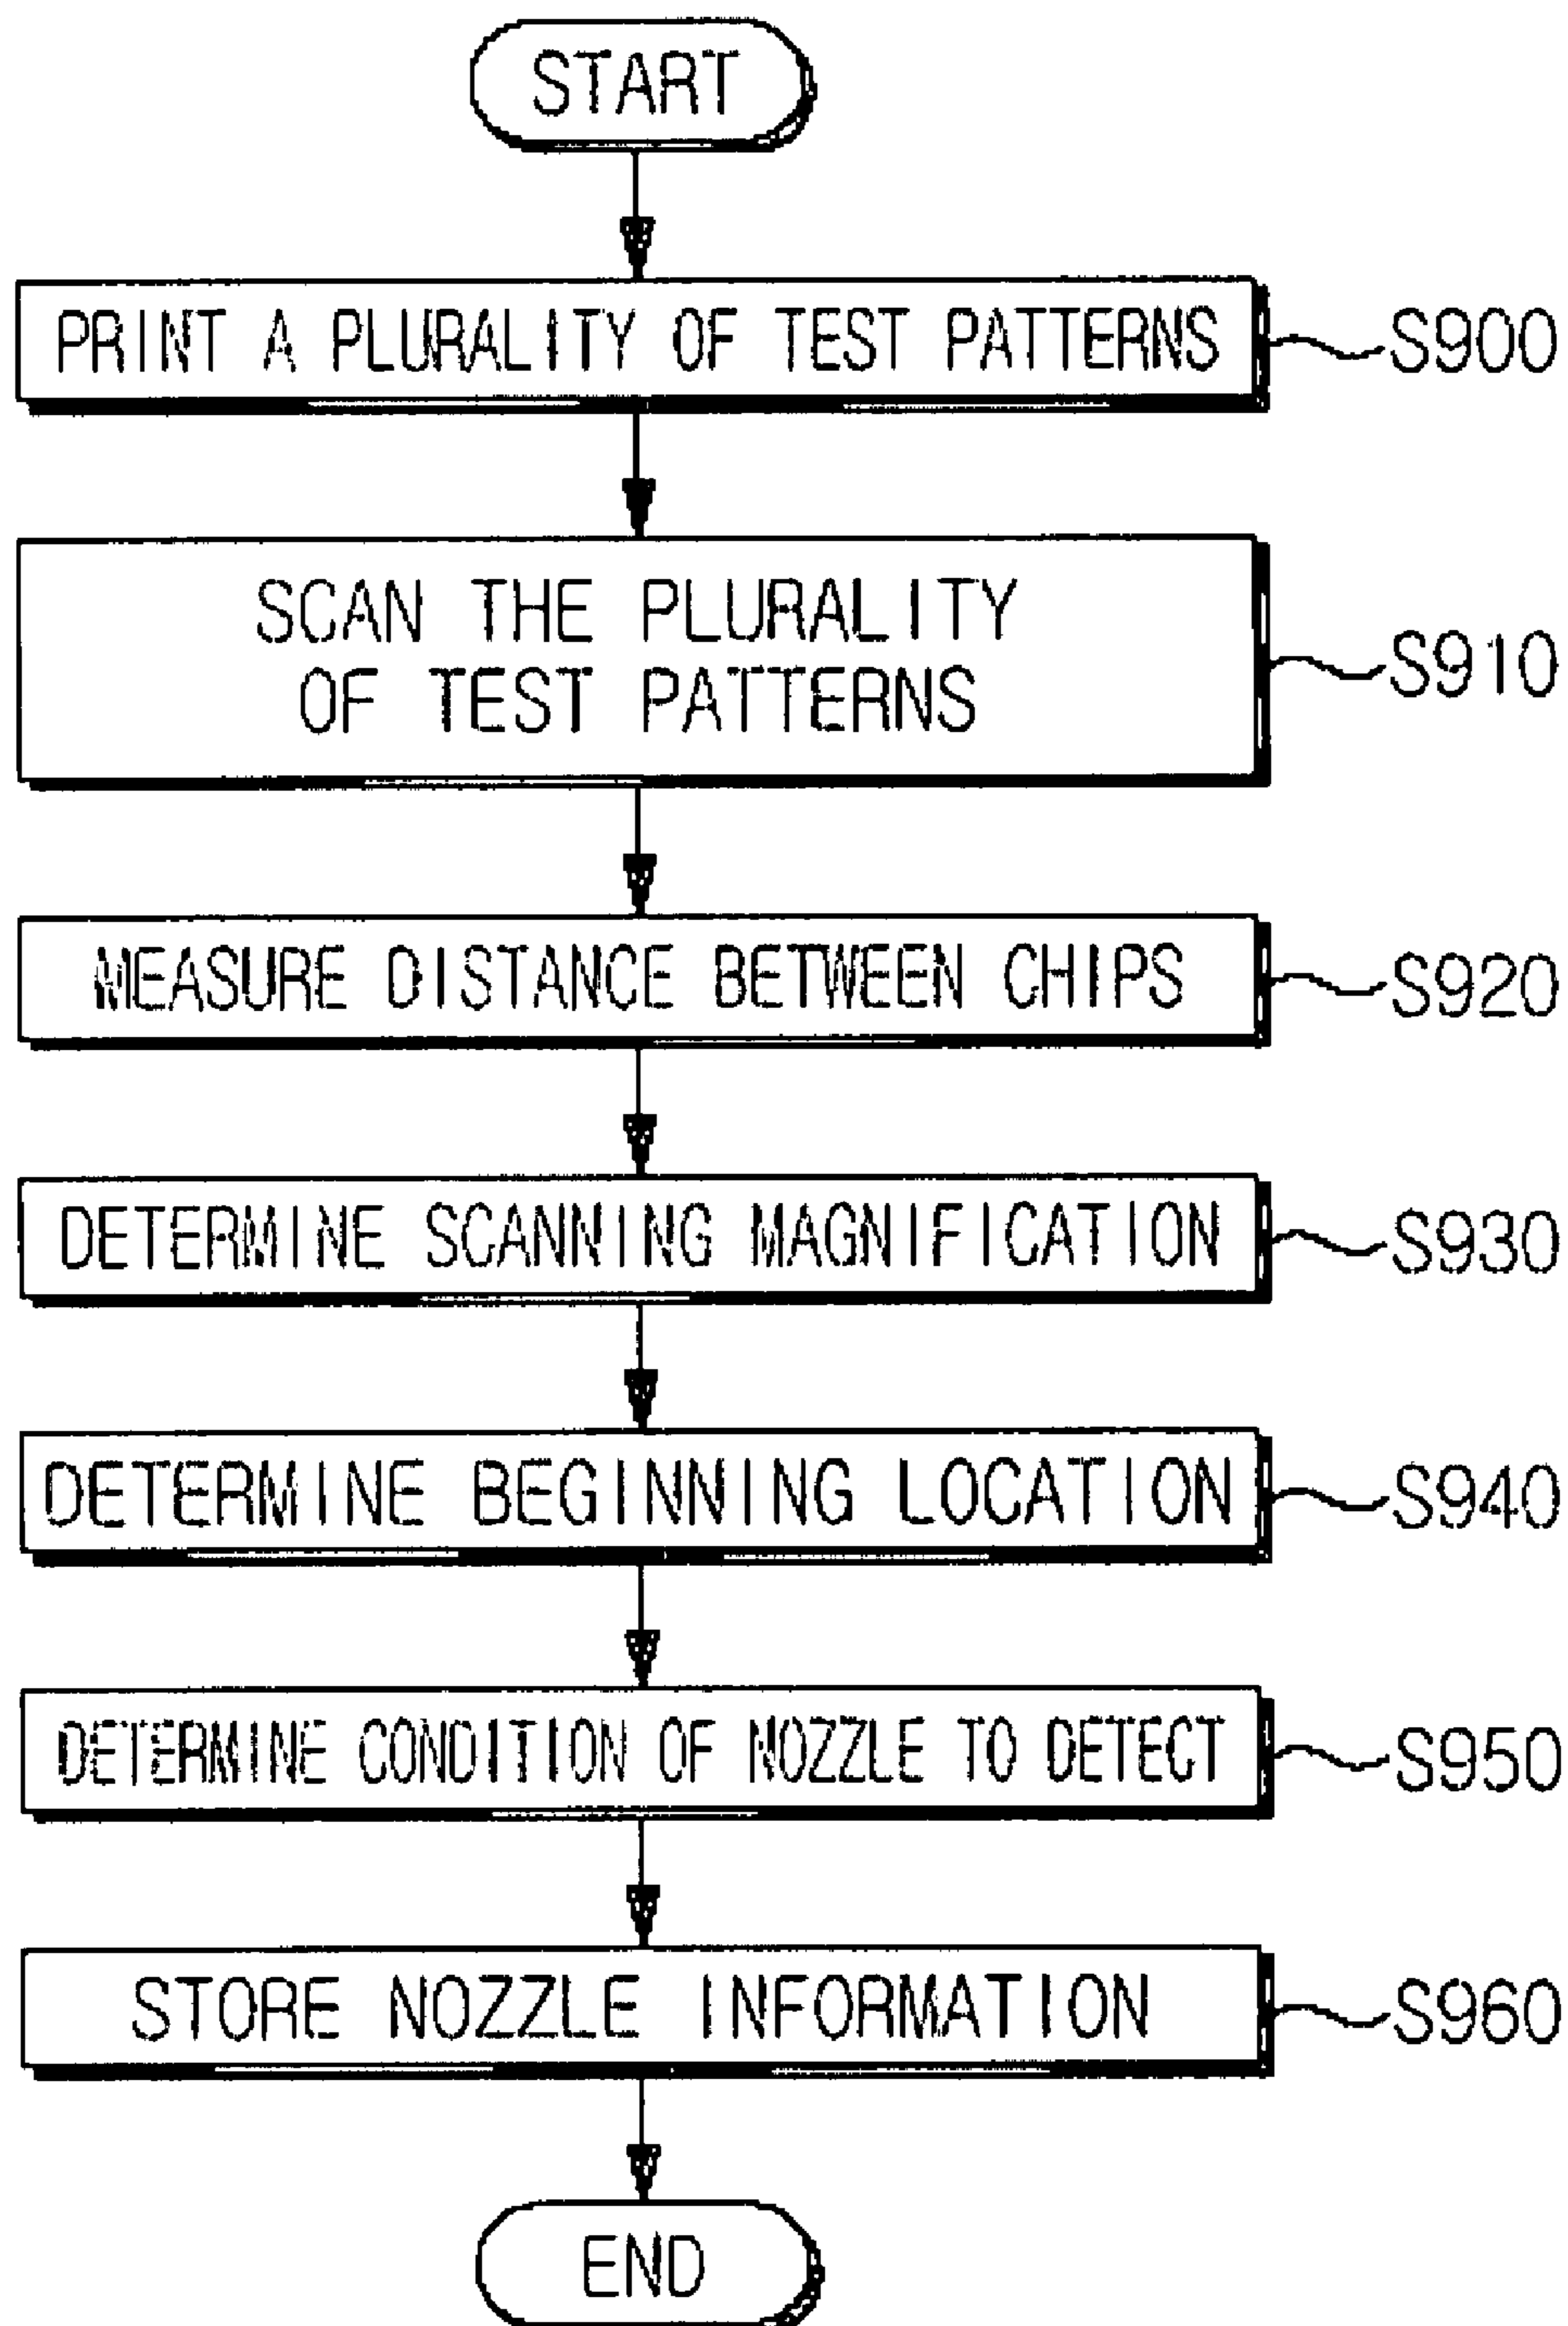 START
PRINT A PLURALITY OF TEST PATTERNS
S900
SCAN THE PLURALITY
OF TEST PATTERNS
S910
MEASURE DISTANCE BETWEEN CHIPS
S920
DETERMINE SCANNING MAGNIFICATION
S930
DETERMINE BEGINNING LOCATION
S940
DETERMINE CONDITION OF NOZZLE TO DETECT
S950
STORE NOZZLE INFORMATION
S960
END